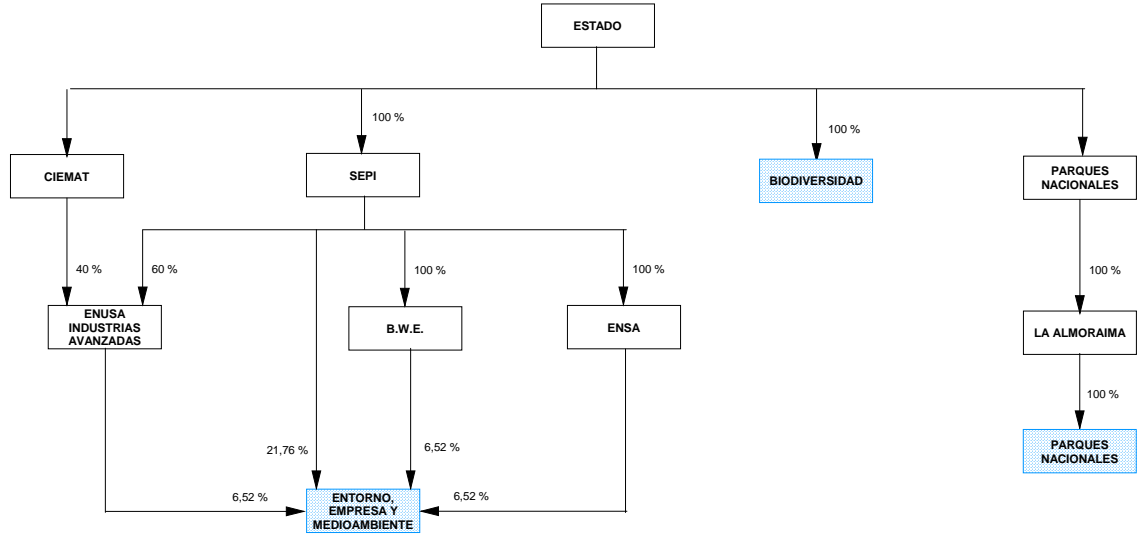 ESTADO
100 %
100 %
CIEMAT
SEPI
BIODIVERSIDAD
PARQUES
NACIONALES
40 %
60 %
100 %
100 %
100 %
ENUSA
INDUSTRIAS
AVANZADAS
B.W.E.
ENSA
LA ALMORAIMA
100 %
21,76 %
6,52 %
PARQUES
NACIONALES
6,52 %
ENTORNO,
EMPRESA Y
MEDIOAMBIENTE
6,52 %